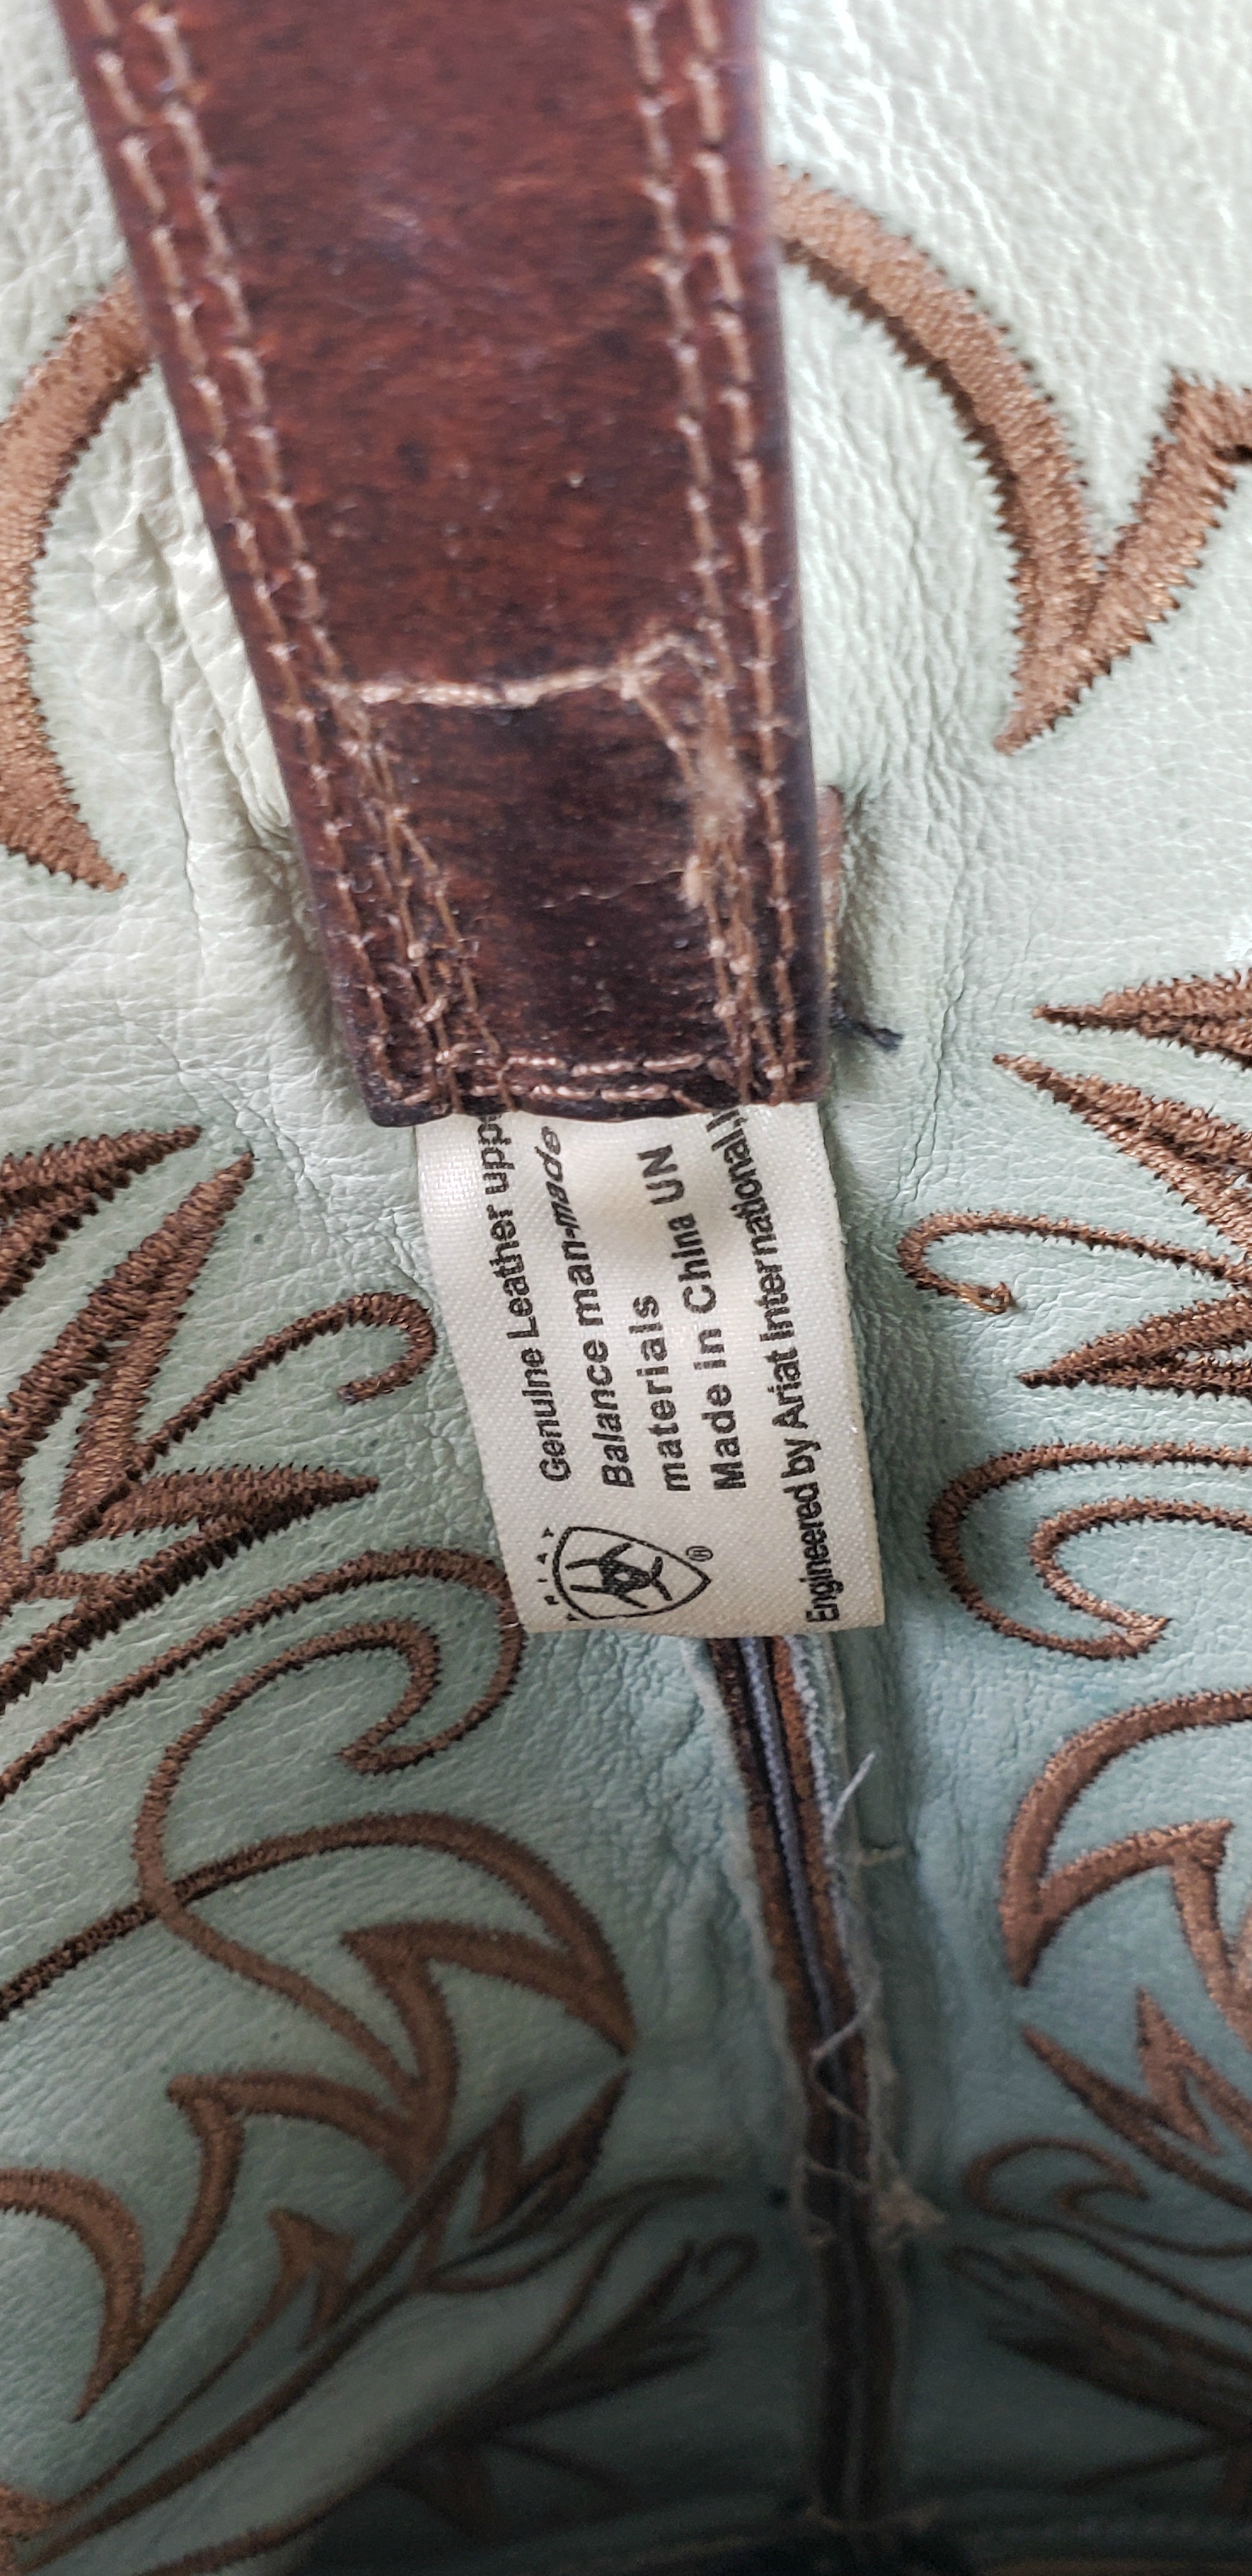 Genuine Leather uppe
Balance man-made
materials
Made in China UN
®
Engineered by Ariat International,